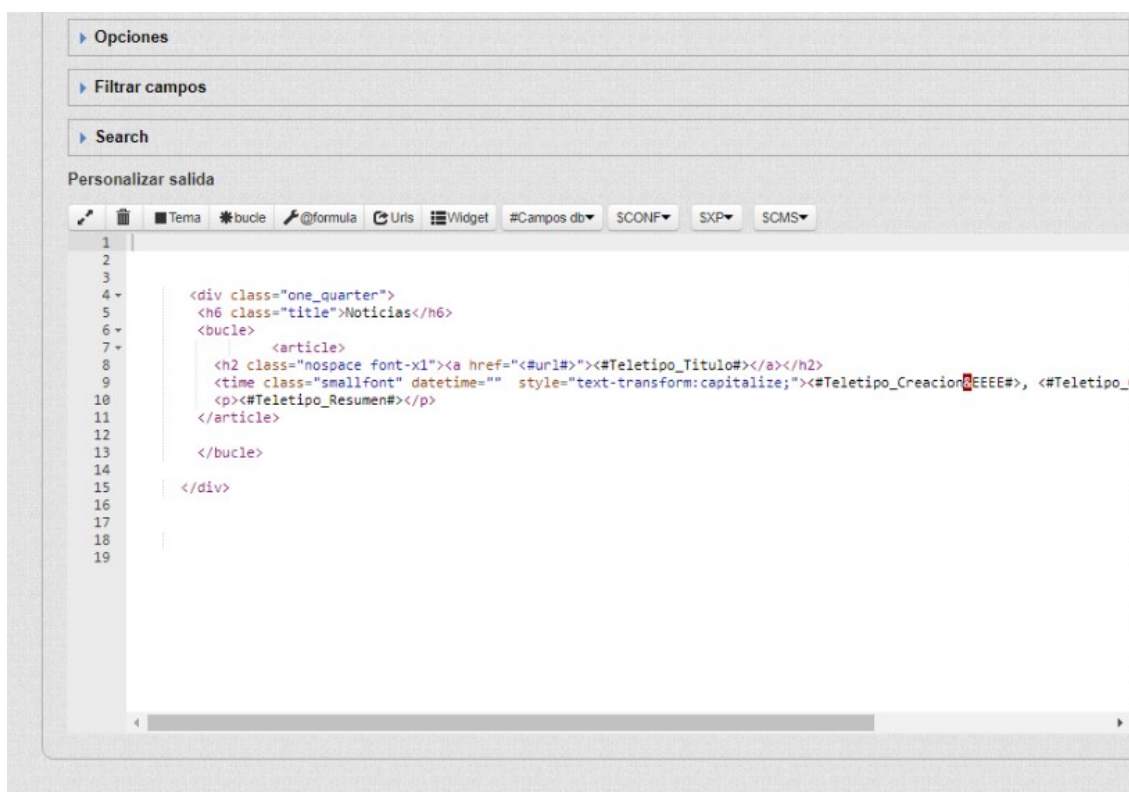 Opciones
Filtrar campos
Search
Personalizar salida
Tema bucle @formula Urls Widget #Campos db $CONF $XP $CMS
1
2
3
4 <div class="one_quarter">
5 <h6 class="title">Noticias</h6>
6 <bucle>
7 <article>
8 <h2 class="nospace font-x1"><a href="<#url#>"><#Teletipo_Titulo#></a></h2>
9 <time class="smallfont" datetime="" style="text-transform:capitalize;"><#Teletipo_Creacion&EEEE#>, <#Teletipo_
10 <p><#Teletipo_Resumen#></p>
11 </article>
12
13 </bucle>
14
15 </div>
16
17
18
19